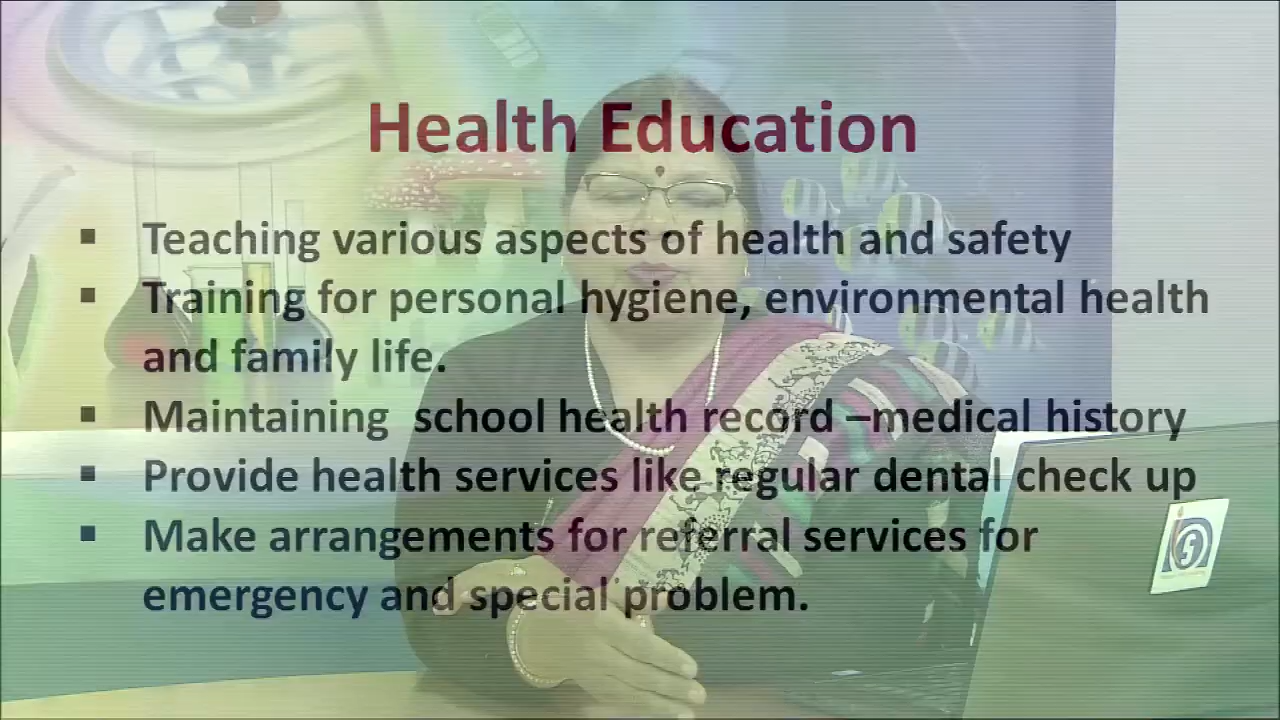 Health Education
▪ Teaching various aspects of health and safety
▪ Training for personal hygiene, environmental health
and family life.
▪ Maintaining school health record –medical history
▪ Provide health services like regular dental check up
▪ Make arrangements for referral services for
emergency and special problem.